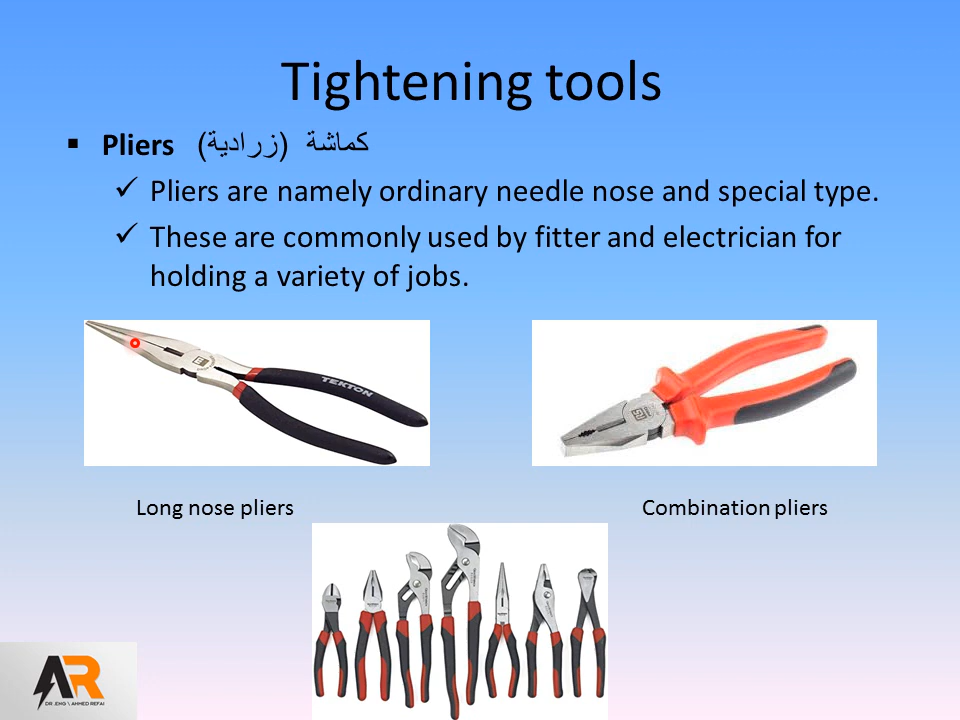 Tightening tools
Pliers كماشة (زرادية)
Pliers are namely ordinary needle nose and special type.
These are commonly used by fitter and electrician for
holding a variety of jobs.
TEKTON
Long nose pliers
Combination pliers
AR
DR .ENG \ AHMED REFAI